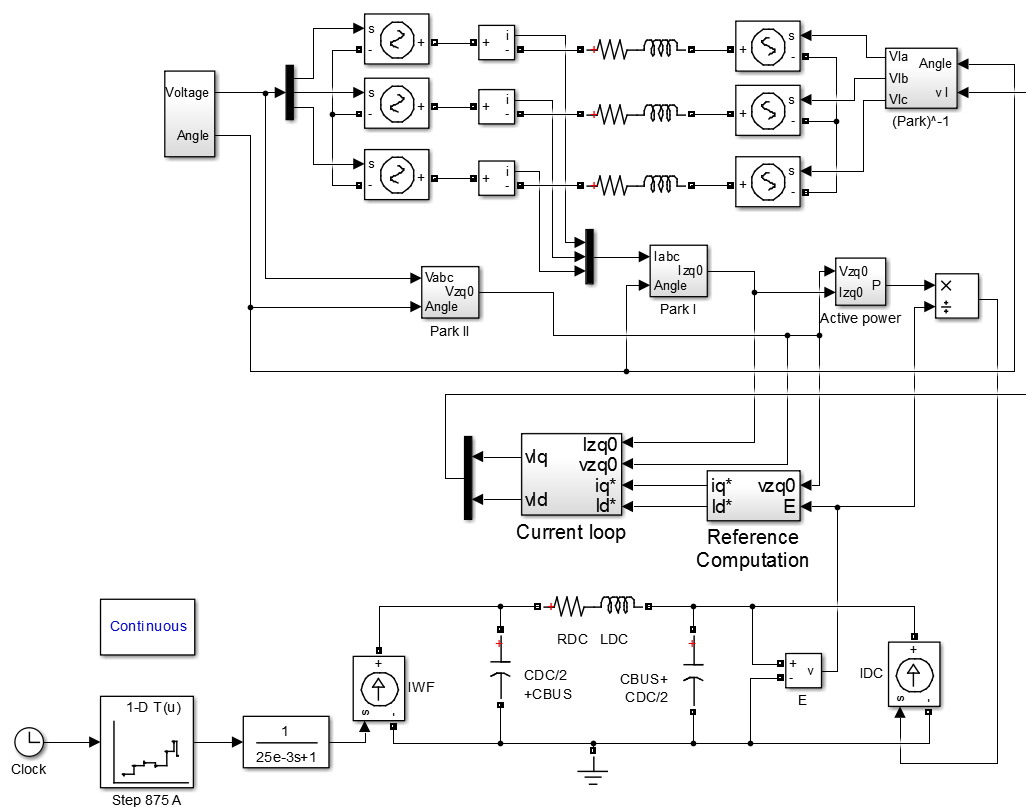 s
-
+
+
i
-
+
+
s
-
VIa
VIb
VIc
Angle
v I
(Park)^-1
Voltage
Angle
s
-
+
+
i
-
+
+
s
-
s
-
+
+
i
-
+
+
s
-
Vabc
Vzq0
Angle
Park II
Iabc
Izq0
Angle
Park I
Vzq0
Izq0
P
Active power
×
÷
vIq
vId
Izq0
vzq0
iq*
Id*
Current loop
iq*
Id*
vzq0
E
Reference
Computation
Continuous
RDC
LDC
+
s
-
IWF
+
CDC/2
+CBUS
+
CBUS+
CDC/2
+
-
v
E
IDC
+
s
-
Clock
1-D T(u)
Step 875 A
1
25e-3s+1